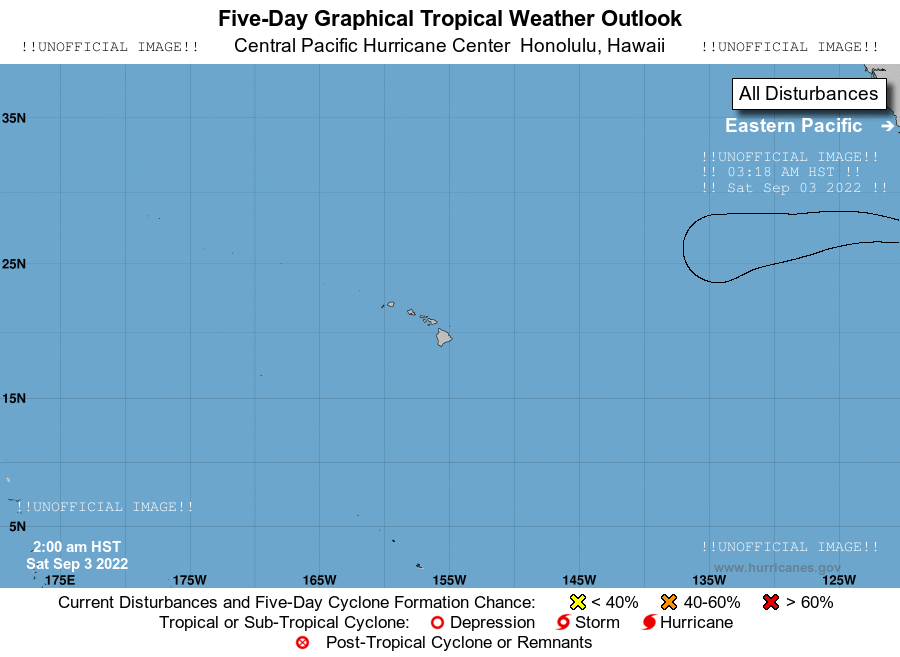 Five-Day Graphical Tropical Weather Outlook
!!UNOFFICIAL IMAGE!! Central Pacific Hurricane Center Honolulu, Hawaii !!UNOFFICIAL IMAGE!!
All Disturbances
35N
Eastern Pacific →
!!UNOFFICIAL IMAGE!!
!! 03:18 AM HST !!
!! Sat Sep 03 2022 !!
25N
15N
!!UNOFFICIAL IMAGE!!
5N
2:00 am HST
Sat Sep 3 2022
!!UNOFFICIAL IMAGE!!
www.hurricanes.gov
175E 175W 165W 155W 145W 135W 125W
Current Disturbances and Five-Day Cyclone Formation Chance: < 40% 40-60% > 60%
Tropical or Sub-Tropical Cyclone: Depression Storm Hurricane
Post-Tropical Cyclone or Remnants